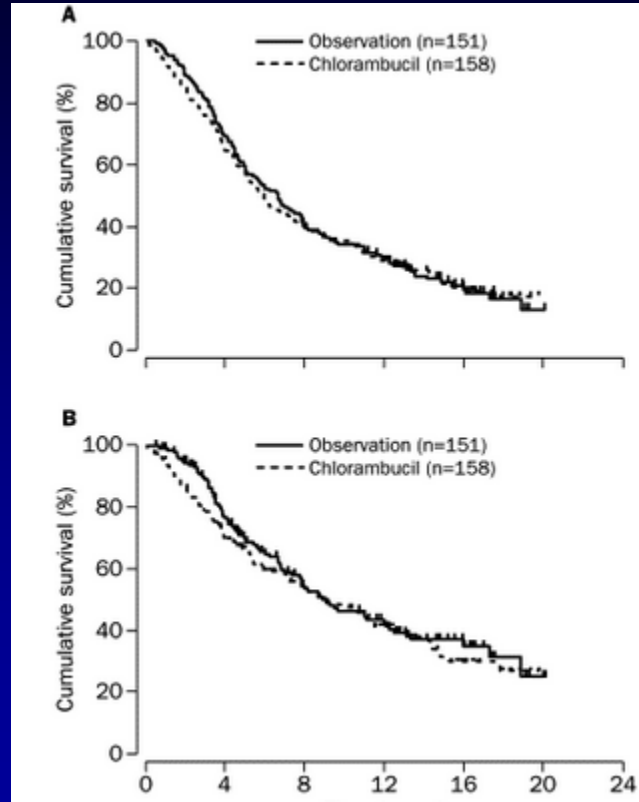 A
Observation (n=151)
Chlorambucil (n=158)
Cumulative survival (%)
100
80
60
40
20
0
B
Observation (n=151)
Chlorambucil (n=158)
Cumulative survival (%)
100
80
60
40
20
0
0 4 8 12 16 20 24